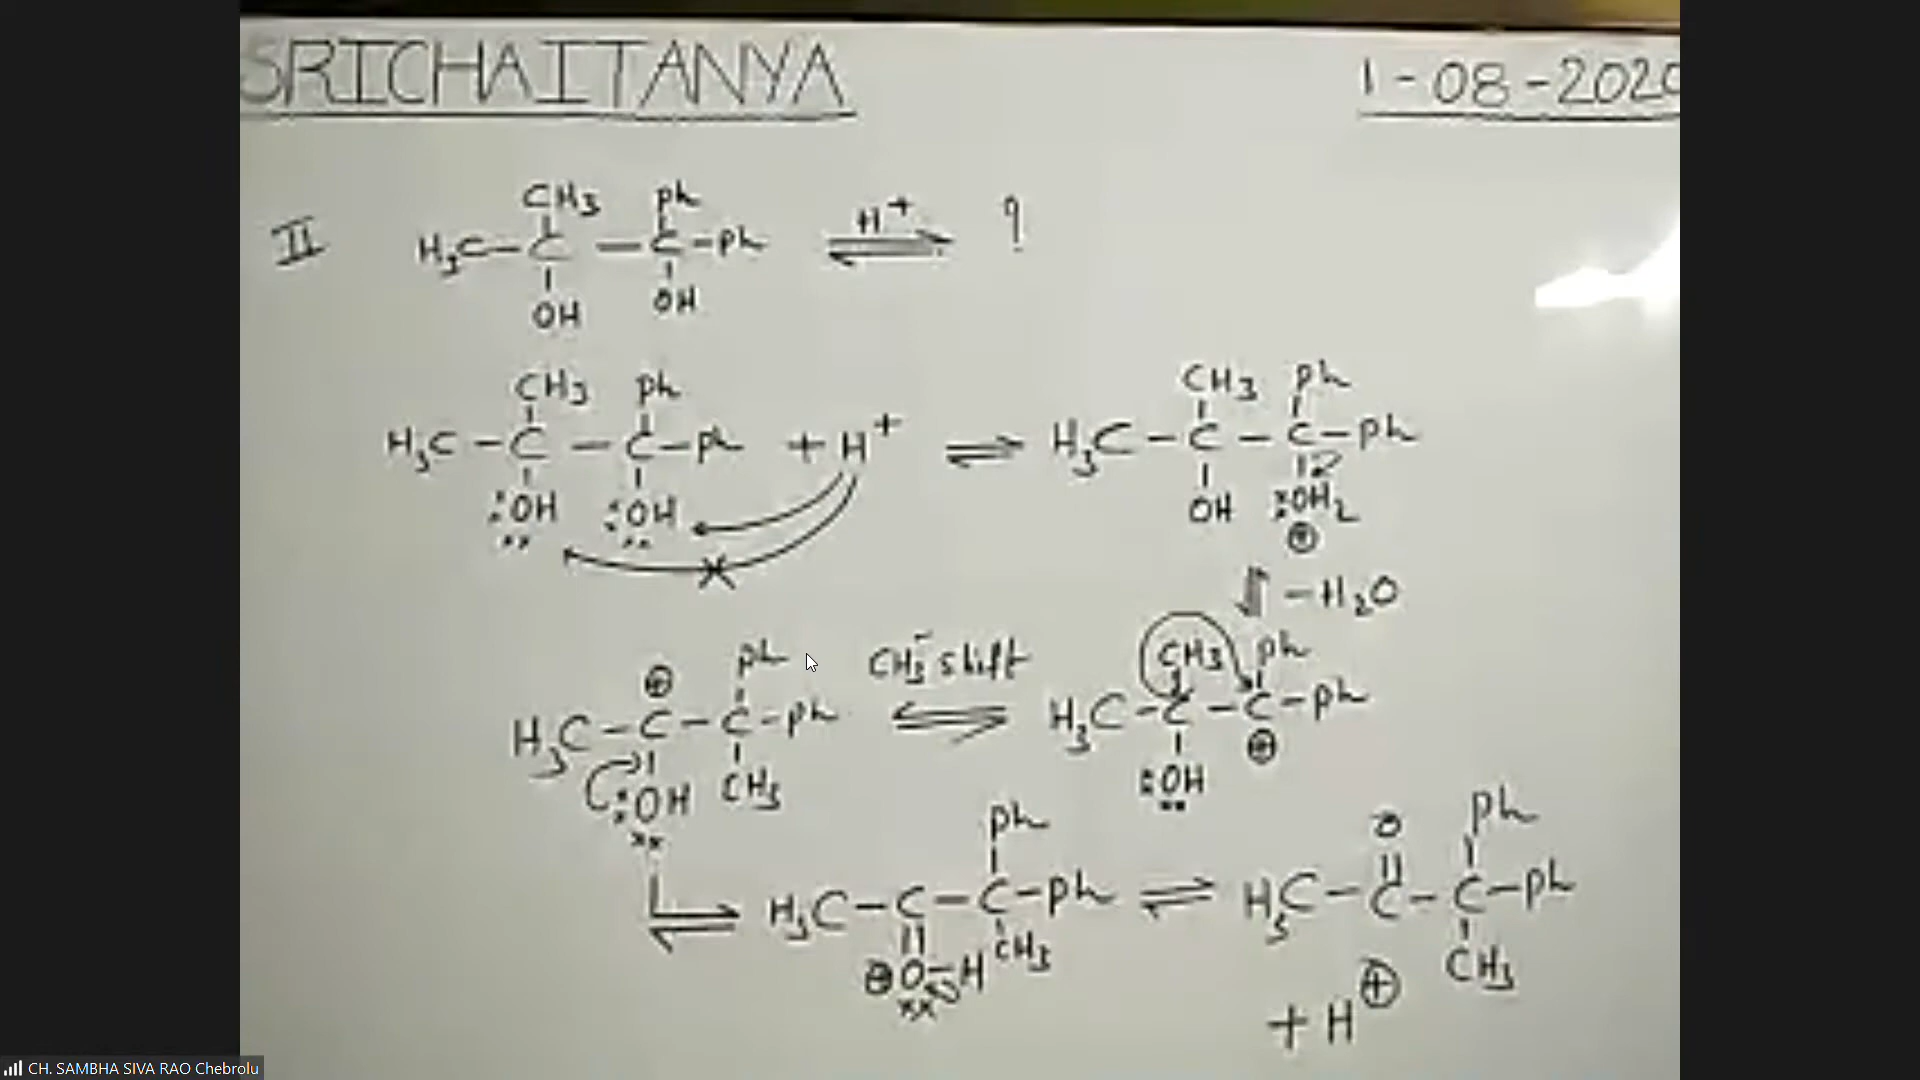 SRICHAITANYA 1-08-2020
CH3 Ph
II H3C-C-C-Ph H+ ?
OH OH
CH3 Ph CH3 Ph
H3C-C-C-Ph + H+ H3C-C-C-Ph
:OH :OH OH :OH2
⊕
-H2O
⊕ Ph CH3- shift CH3 Ph
H3C-C-C-Ph H3C-C-C-Ph
:OH CH3 :OH ⊕
Ph O Ph
H3C-C-C-Ph H3C-C-C-Ph
⊕O-H CH3 CH3
+ H⊕
CH. SAMBHA SIVA RAO Chebrolu